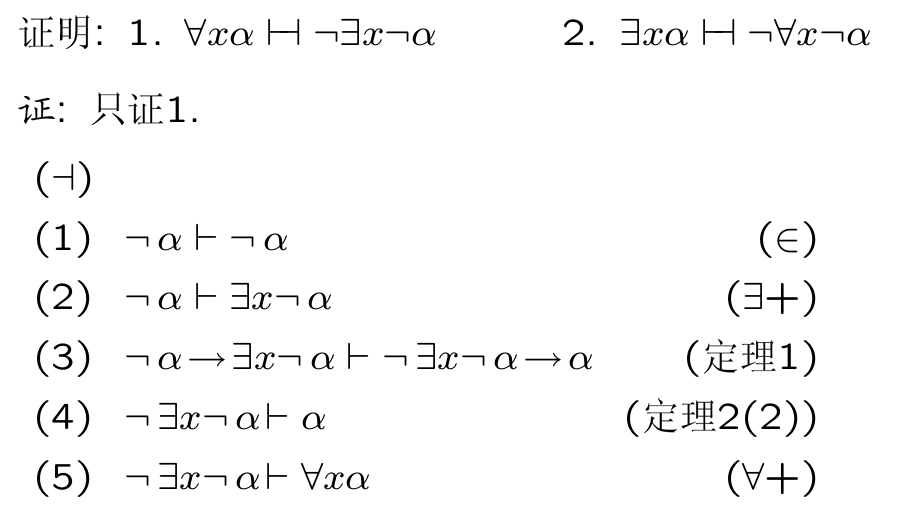 证明: 1. ∀xα ⊢⊣ ¬∃x¬α 2. ∃xα ⊢⊣ ¬∀x¬α
证: 只证1.
(⊣)
(1) ¬α ⊢ ¬α (∈)
(2) ¬α ⊢ ∃x¬α (∃+)
(3) ¬α→∃x¬α ⊢ ¬∃x¬α→α (定理1)
(4) ¬∃x¬α ⊢ α (定理2(2))
(5) ¬∃x¬α ⊢ ∀xα (∀+)